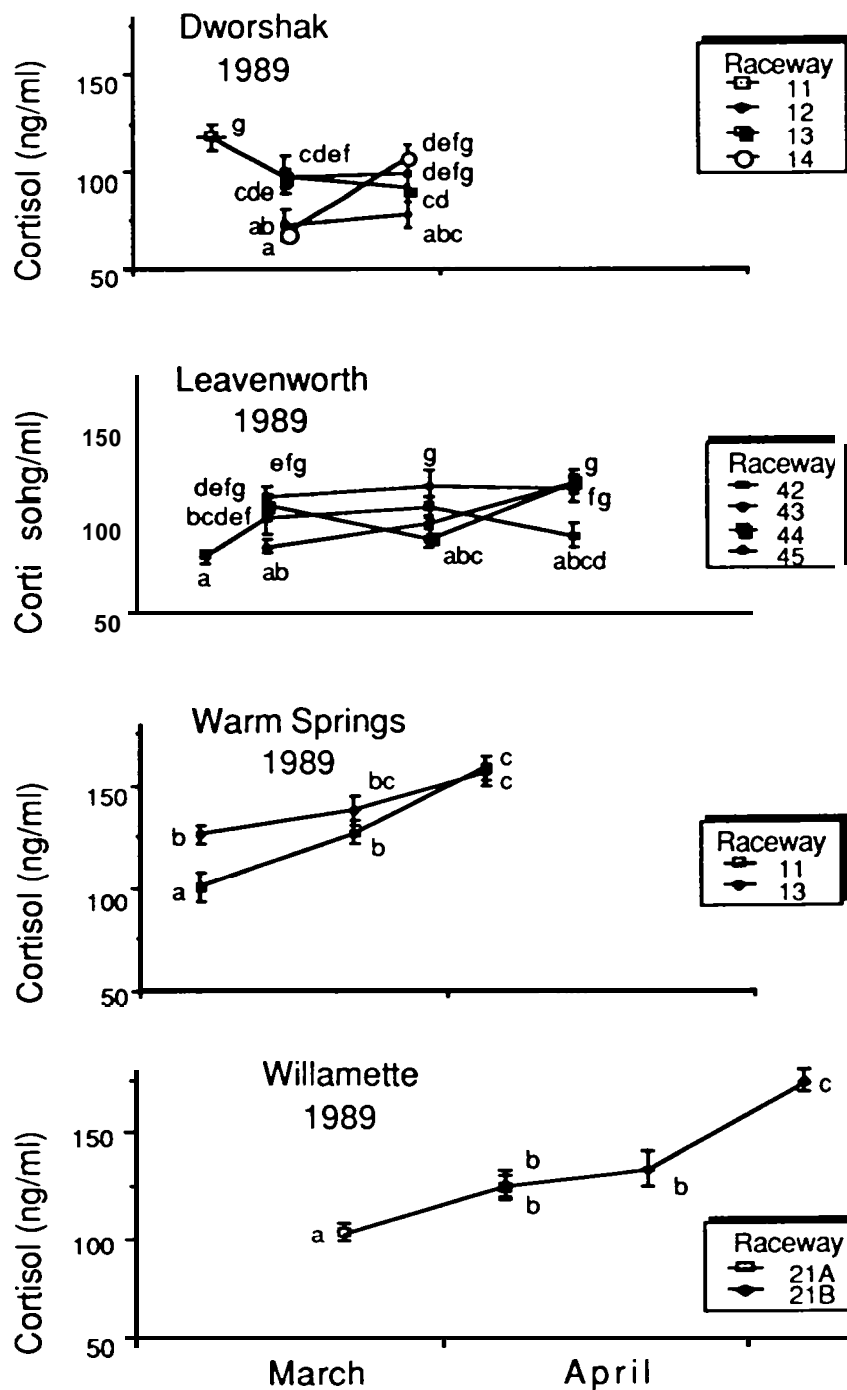 Dworshak
1989
Cortisol (ng/ml)
150
100
50
g
cdef
cde
ab
a
defg
defg
cd
abc
Raceway
11
12
13
14
Leavenworth
1989
Corti sohg/ml)
150
100
50
efg
defg
bcdef
a
ab
g
abc
g
fg
abcd
Raceway
42
43
44
45
Warm Springs
1989
Cortisol (ng/ml)
150
100
50
b
a
bc
b
c
c
Raceway
11
13
Willamette
1989
Cortisol (ng/ml)
150
100
50
a
b
b
b
c
Raceway
21A
21B
March April